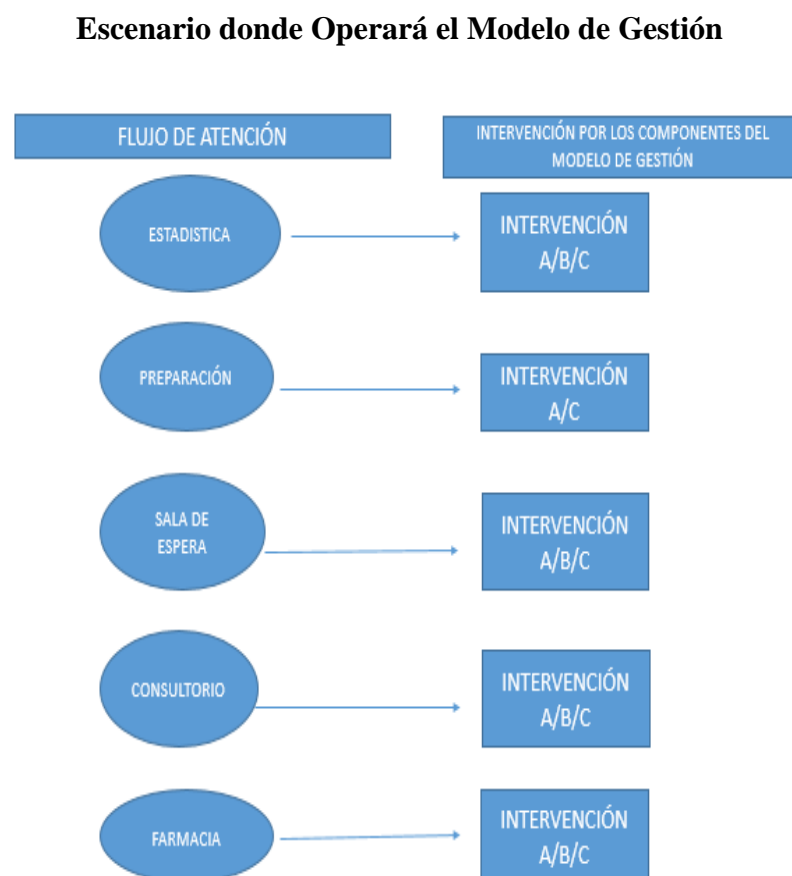 Escenario donde Operará el Modelo de Gestión
FLUJO DE ATENCIÓN
INTERVENCIÓN POR LOS COMPONENTES DEL
MODELO DE GESTIÓN
ESTADISTICA
INTERVENCIÓN
A/B/C
PREPARACIÓN
INTERVENCIÓN
A/C
SALA DE
ESPERA
INTERVENCIÓN
A/B/C
CONSULTORIO
INTERVENCIÓN
A/B/C
FARMACIA
INTERVENCIÓN
A/B/C